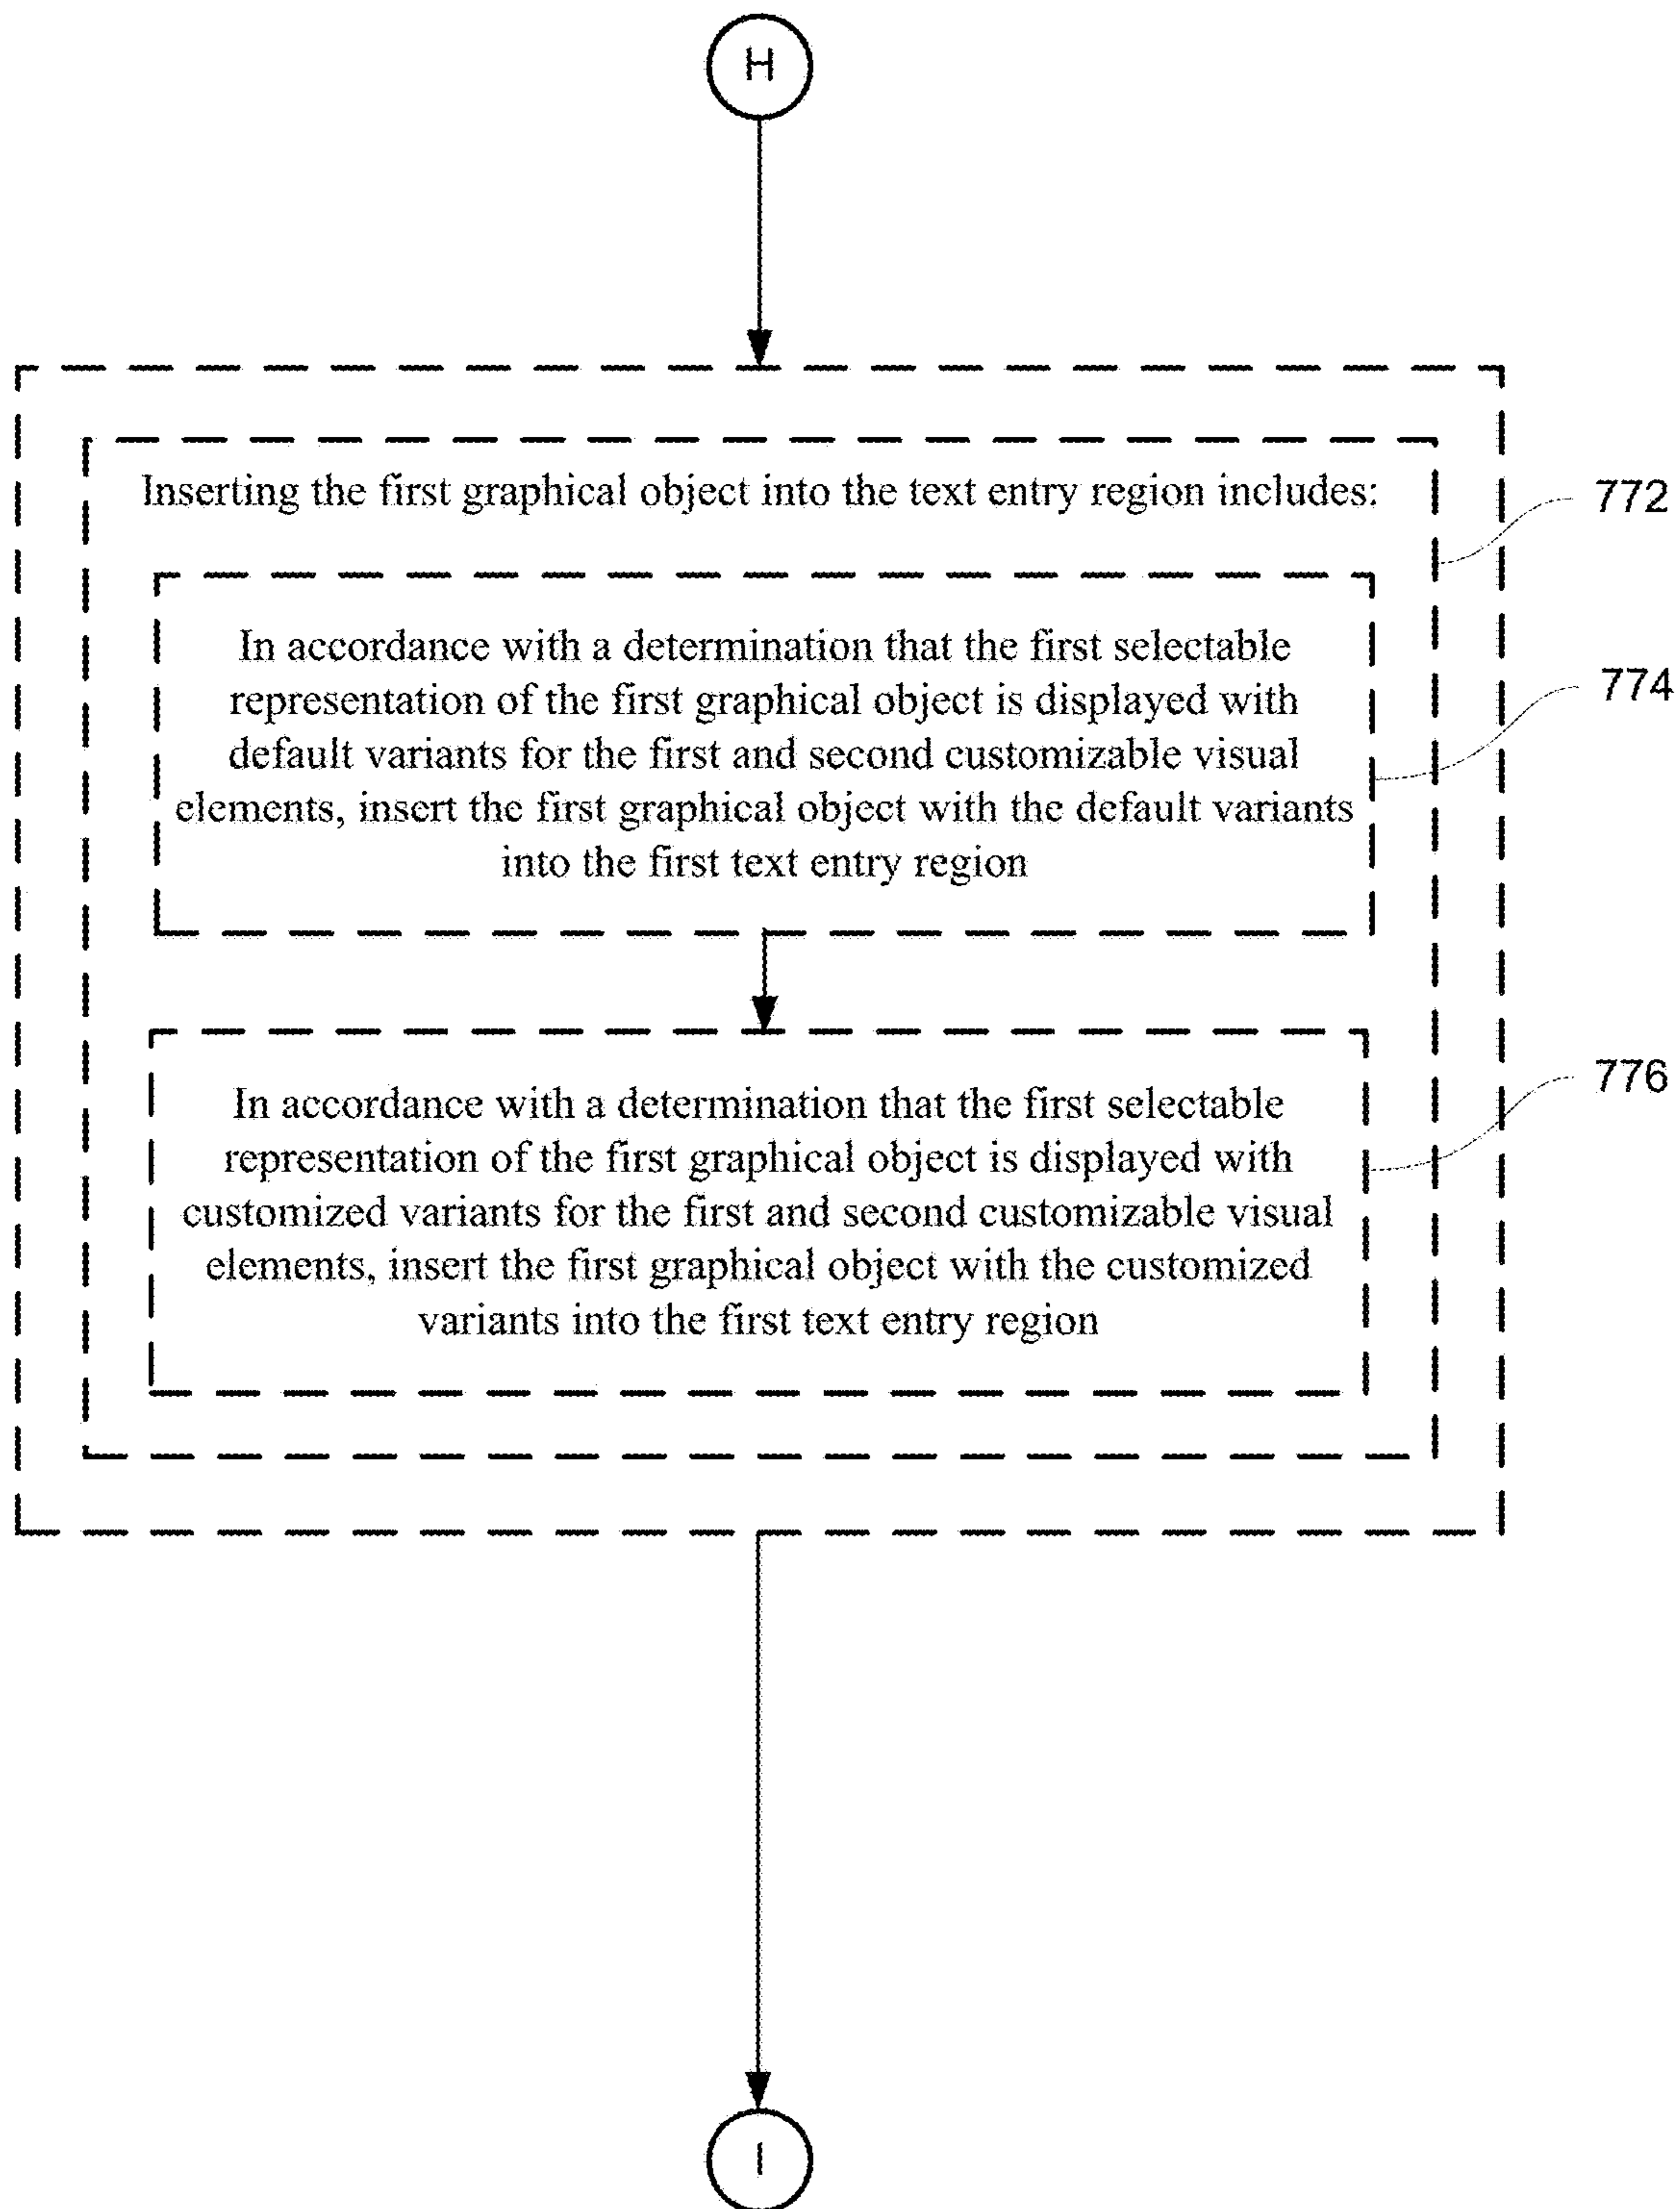 H
Inserting the first graphical object into the text entry region includes:
772
In accordance with a determination that the first selectable
representation of the first graphical object is displayed with
default variants for the first and second customizable visual
elements, insert the first graphical object with the default variants
into the first text entry region
774
In accordance with a determination that the first selectable
representation of the first graphical object is displayed with
customized variants for the first and second customizable visual
elements, insert the first graphical object with the customized
variants into the first text entry region
776
I